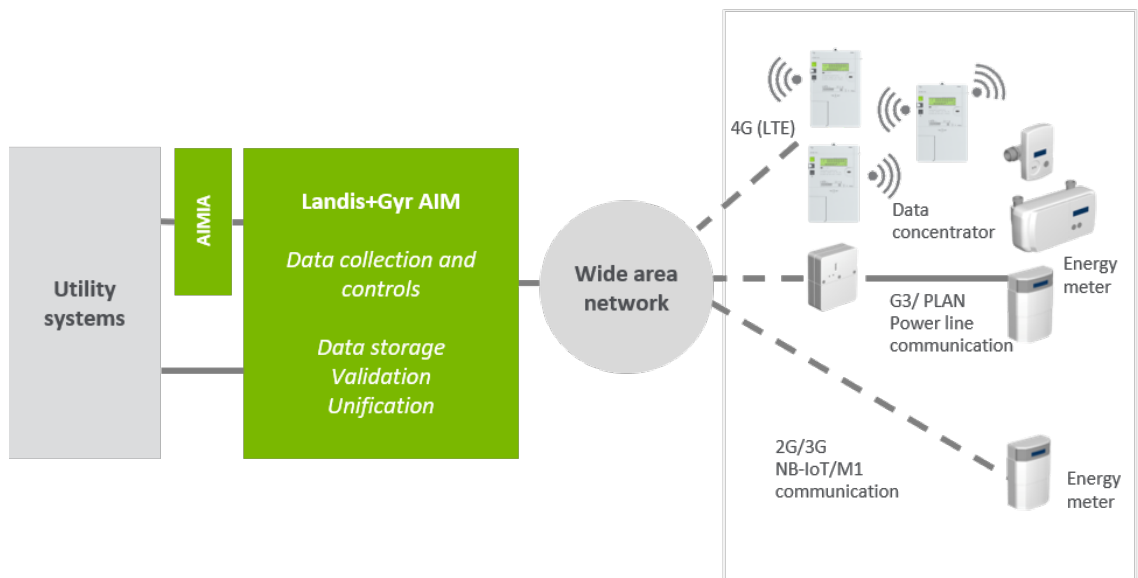 Utility
systems
AIMIA
Landis+Gyr AIM
Data collection and
controls
Data storage
Validation
Unification
Wide area
network
4G (LTE)
Data
concentrator
Energy
meter
G3/ PLAN
Power line
communication
2G/3G
NB-IoT/M1
communication
Energy
meter